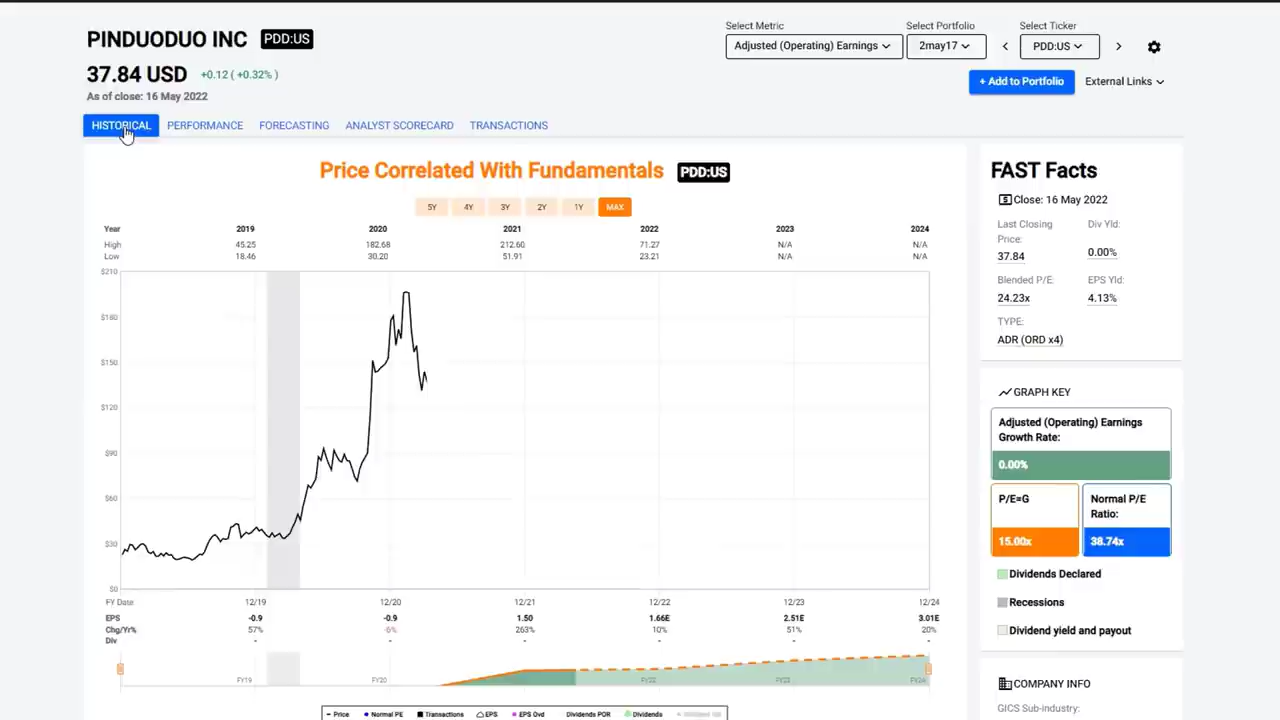 PINDUODUO INC PDD:US
37.84 USD +0.12 ( +0.32% )
As of close: 16 May 2022
Select Metric
Adjusted (Operating) Earnings
Select Portfolio
2may17
Select Ticker
PDD:US
+ Add to Portfolio External Links
HISTORICAL PERFORMANCE FORECASTING ANALYST SCORECARD TRANSACTIONS
Price Correlated With Fundamentals PDD:US
5Y 4Y 3Y 2Y 1Y MAX
Year 2019 2020 2021 2022 2023 2024
High 45.25 182.68 212.60 71.27 N/A N/A
Low 18.46 30.20 51.91 23.21 N/A N/A
$210
$180
$150
$120
$90
$60
$30
$0
FY Date 12/19 12/20 12/21 12/22 12/23 12/24
EPS -0.9 -0.9 1.50 1.66E 2.51E 3.01E
Chg/Yr% 57% -6% 263% 10% 51% 20%
Div - - - - - -
FY19 FY20 FY22 FY23 FY24
Price Normal PE Transactions EPS EPS Ovd Dividends POR Dividends
FAST Facts
Close: 16 May 2022
Last Closing Price:
37.84
Div Yld:
0.00%
Blended P/E:
24.23x
EPS Yld:
4.13%
TYPE:
ADR (ORD x4)
GRAPH KEY
Adjusted (Operating) Earnings
Growth Rate:
0.00%
P/E=G
15.00x
Normal P/E
Ratio:
38.74x
Dividends Declared
Recessions
Dividend yield and payout
COMPANY INFO
GICS Sub-industry: